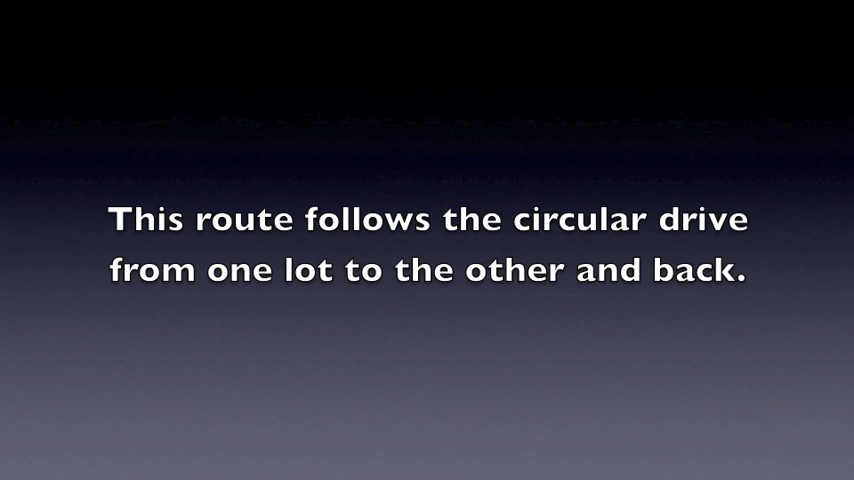 This route follows the circular drive
from one lot to the other and back.